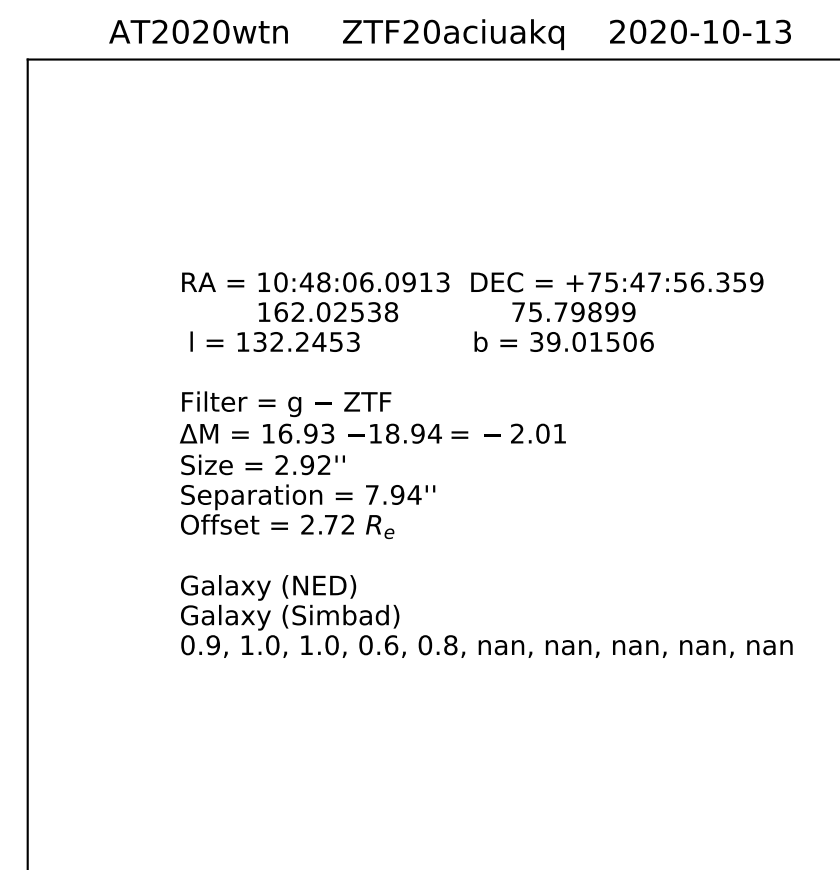 AT2020wtn ZTF20aciuakq 2020-10-13
RA = 10:48:06.0913 DEC = +75:47:56.359
162.02538 75.79899
l = 132.2453 b = 39.01506
Filter = g − ZTF
ΔM = 16.93 −18.94 = − 2.01
Size = 2.92''
Separation = 7.94''
Offset = 2.72 Re
Galaxy (NED)
Galaxy (Simbad)
0.9, 1.0, 1.0, 0.6, 0.8, nan, nan, nan, nan, nan